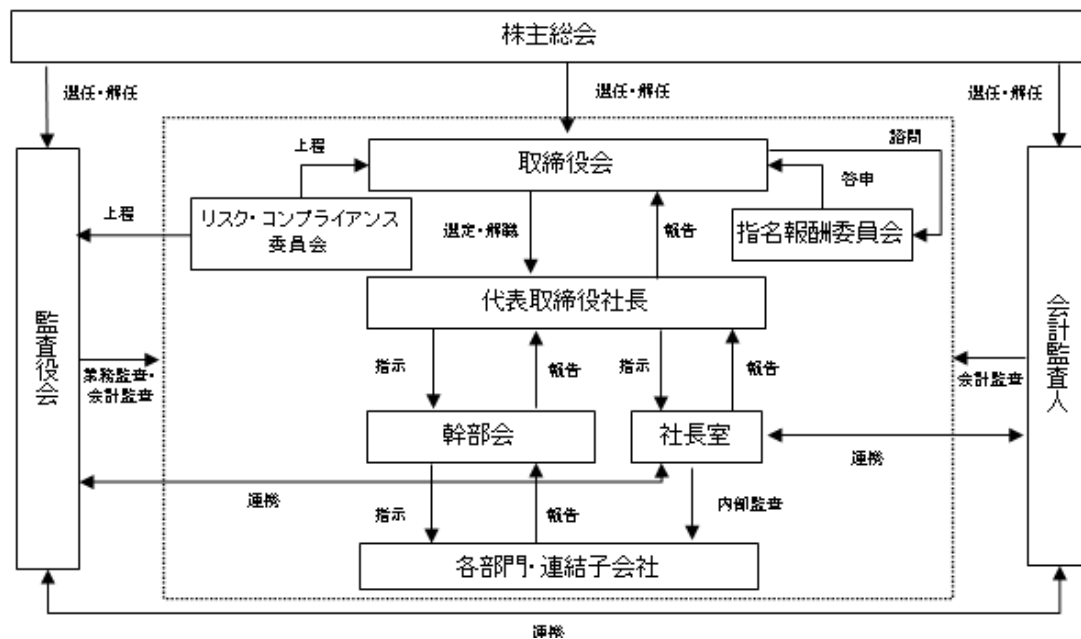 株主総会
選任・解任
選任・解任
選任・解任
取締役会
諮問
上程
答申
リスク・コンプライアンス
委員会
上程
指名報酬委員会
選定・解職
報告
代表取締役社長
監査役会
会計監査人
業務監査・
会計監査
指示
報告
指示
報告
会計監査
幹部会
社長室
連携
連携
指示
報告
内部監査
各部門・連結子会社
連携